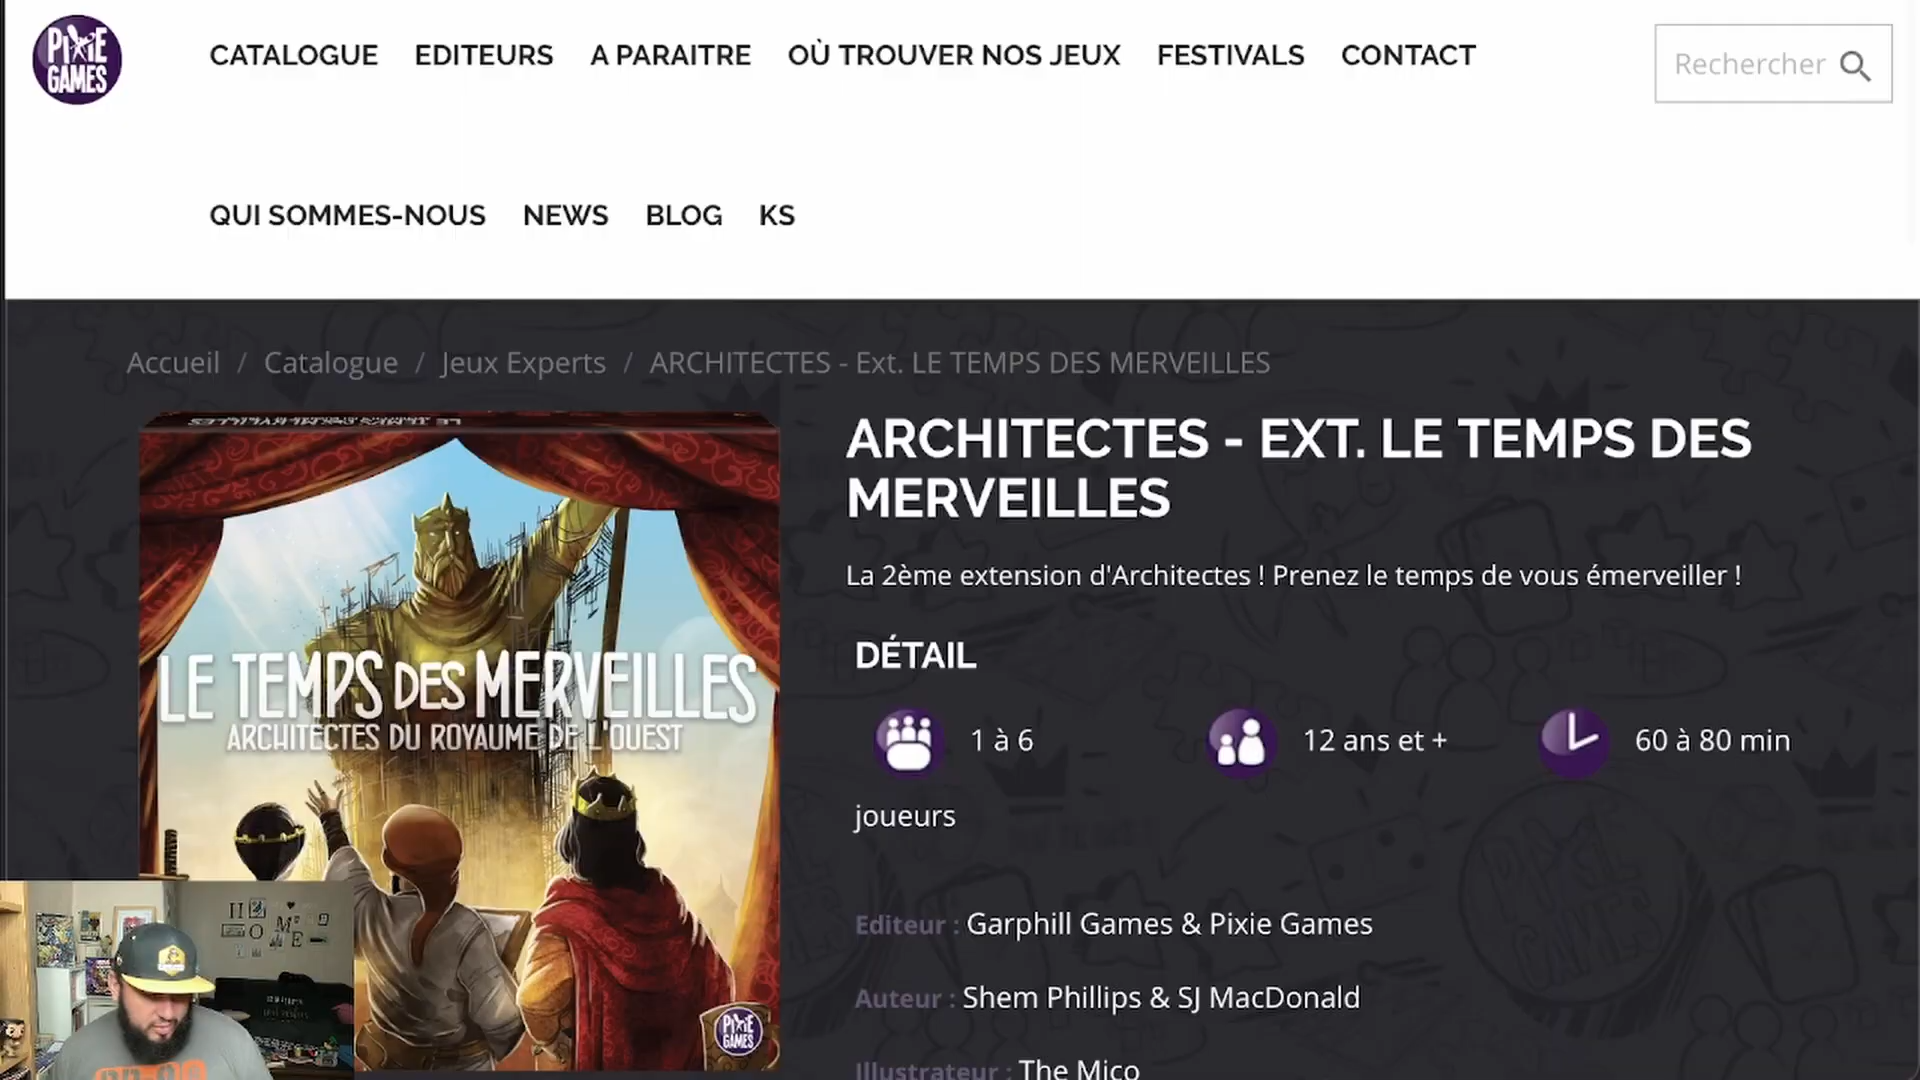 PIXIE
GAMES
CATALOGUE EDITEURS A PARAITRE OÙ TROUVER NOS JEUX FESTIVALS CONTACT
Rechercher
QUI SOMMES-NOUS NEWS BLOG KS
Accueil / Catalogue / Jeux Experts / ARCHITECTES - Ext. LE TEMPS DES MERVEILLES
ARCHITECTES - EXT. LE TEMPS DES
MERVEILLES
La 2ème extension d'Architectes ! Prenez le temps de vous émerveiller !
DÉTAIL
1 à 6
joueurs
12 ans et +
60 à 80 min
Editeur : Garphill Games & Pixie Games
Auteur : Shem Phillips & SJ MacDonald
Illustrateur : The Mico
LE TEMPS DES MERVEILLES
LE TEMPS DES MERVEILLES
ARCHITECTES DU ROYAUME DE L'OUEST
PIXIE
GAMES